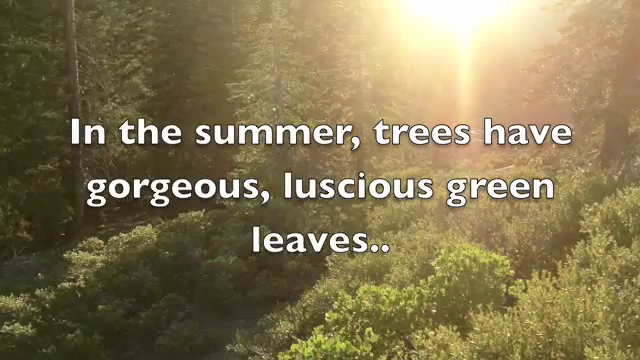 In the summer, trees have
gorgeous, luscious green
leaves..